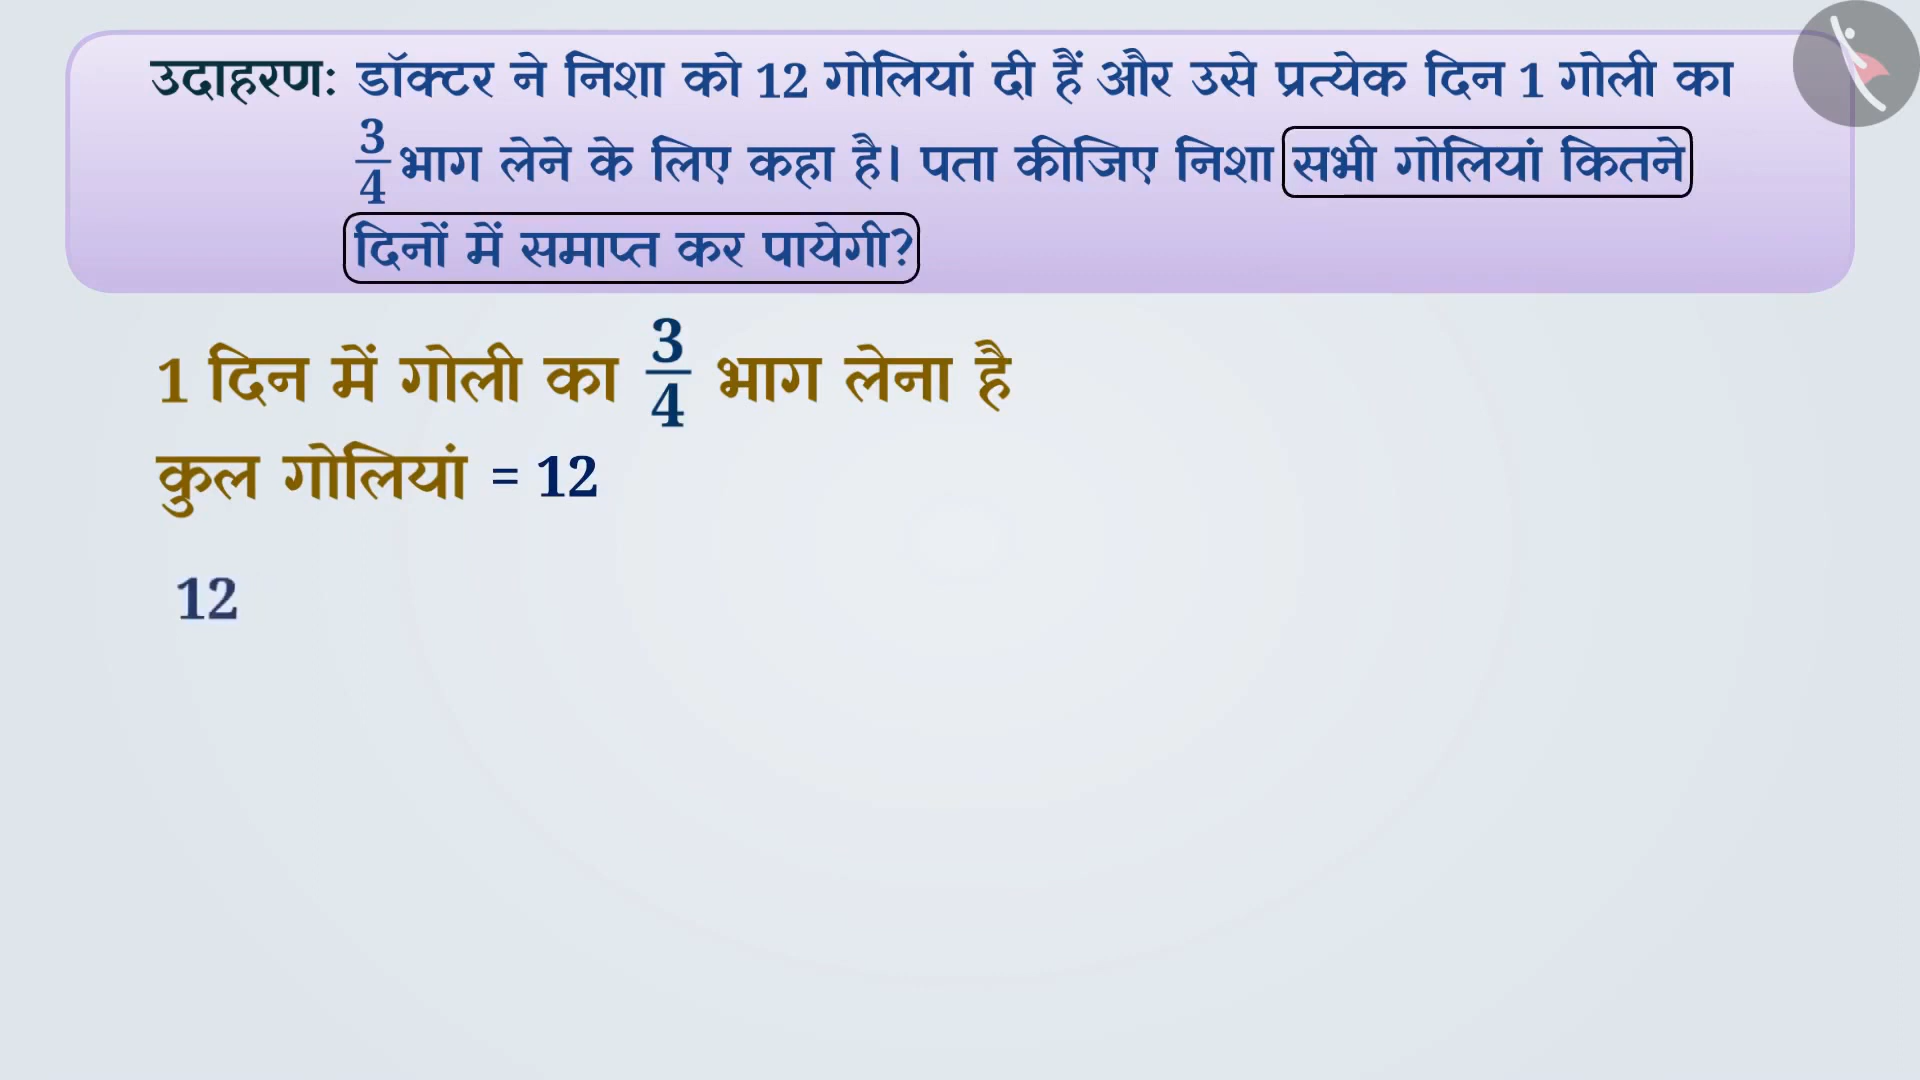 उदाहरण: डॉक्टर ने निशा को 12 गोलियां दी हैं और उसे प्रत्येक दिन 1 गोली का
3/4 भाग लेने के लिए कहा है। पता कीजिए निशा सभी गोलियां कितने
दिनों में समाप्त कर पायेगी?
1 दिन में गोली का 3/4 भाग लेना है
कुल गोलियां = 12
12